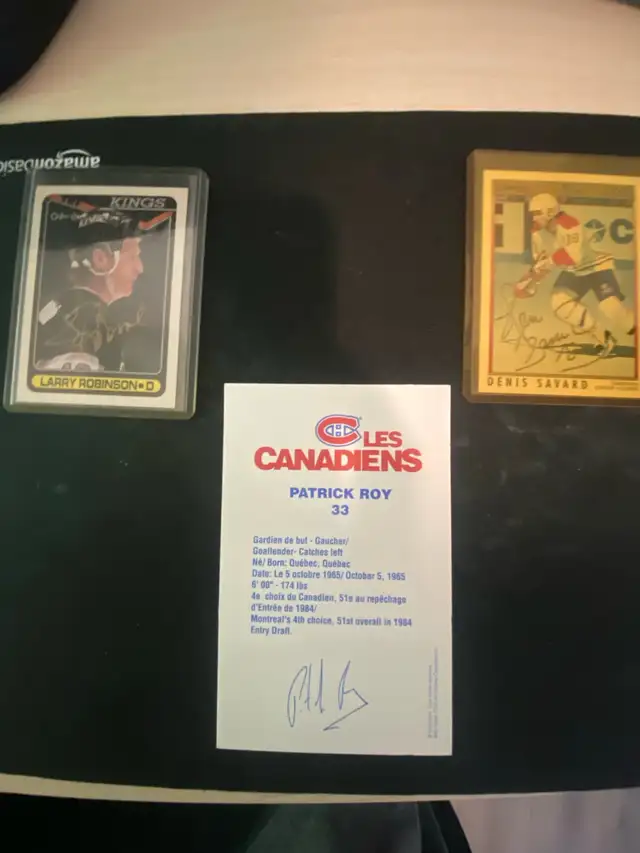 amazonbasics
KINGS
LARRY ROBINSON • D
18
DENIS SAVARD
LES
CANADIENS
PATRICK ROY
33
Gardien de but - Gaucher/
Goaltender- Catches left
Né/ Born: Québec, Québec
Date: Le 5 octobre 1965/ October 5, 1965
6' 00" - 174 lbs
4e choix du Canadien, 51e au repêchage
d'Entrée de 1984/
Montreal's 4th choice, 51st overall in 1984
Entry Draft.